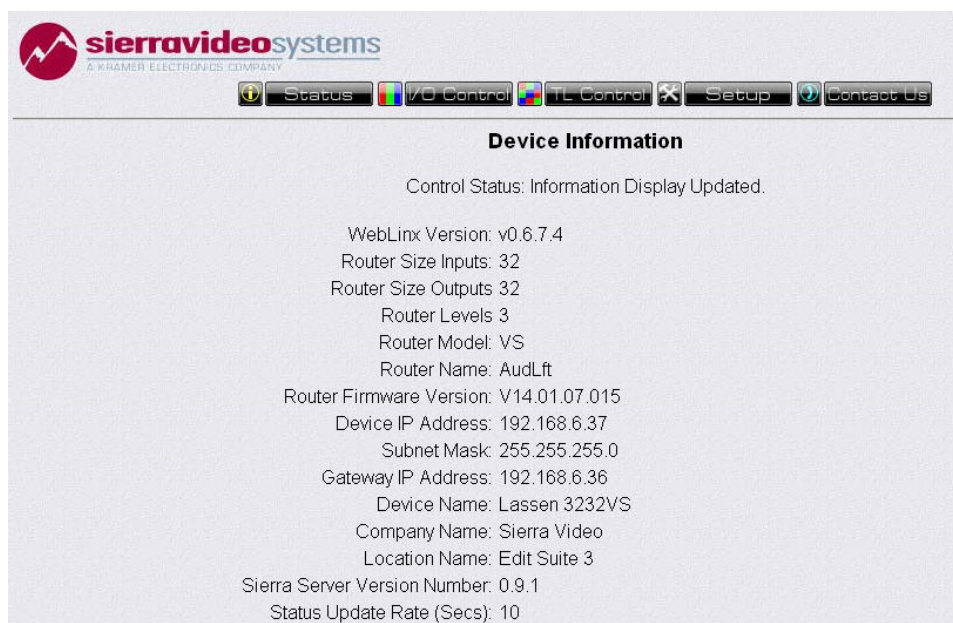 sierravideosystems
A KRAMER ELECTRONICS COMPANY
Status I/O Control TL Control Setup Contact Us
Device Information
Control Status: Information Display Updated.
WebLinx Version: v0.6.7.4
Router Size Inputs: 32
Router Size Outputs 32
Router Levels 3
Router Model: VS
Router Name: AudLft
Router Firmware Version: V14.01.07.015
Device IP Address: 192.168.6.37
Subnet Mask: 255.255.255.0
Gateway IP Address: 192.168.6.36
Device Name: Lassen 3232VS
Company Name: Sierra Video
Location Name: Edit Suite 3
Sierra Server Version Number: 0.9.1
Status Update Rate (Secs): 10